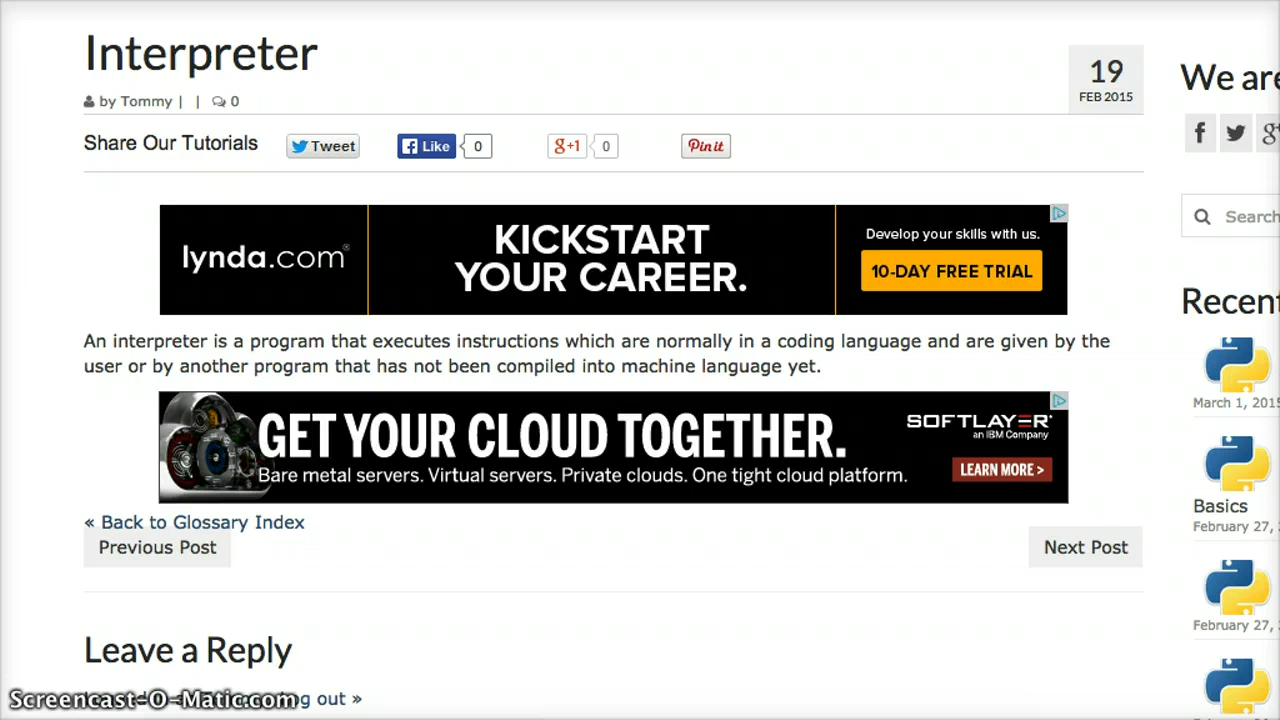 Interpreter
by Tommy | | 0
19
FEB 2015
We are
Share Our Tutorials
Tweet
Like 0
g+1 0
Pin it
Search
lynda.com®
KICKSTART
YOUR CAREER.
Develop your skills with us.
10-DAY FREE TRIAL
Recent
An interpreter is a program that executes instructions which are normally in a coding language and are given by the
user or by another program that has not been compiled into machine language yet.
March 1, 2015
GET YOUR CLOUD TOGETHER.
Bare metal servers. Virtual servers. Private clouds. One tight cloud platform.
SOFTLAYER
an IBM Company
LEARN MORE >
Basics
February 27,
« Back to Glossary Index
Previous Post
Next Post
February 27,
Leave a Reply
Screencast-O-Matic.com
out »